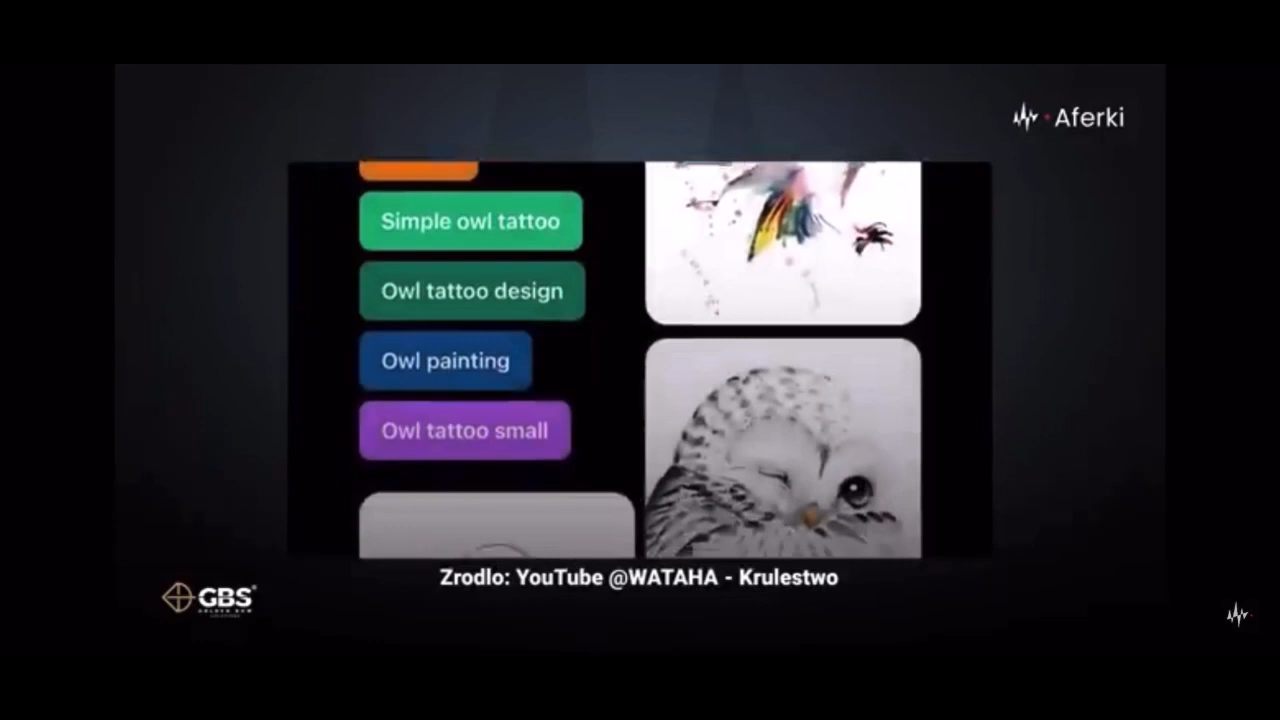 Aferki
Simple owl tattoo
Owl tattoo design
Owl painting
Owl tattoo small
Zrodlo: YouTube @WATAHA - Krulestwo
GBS